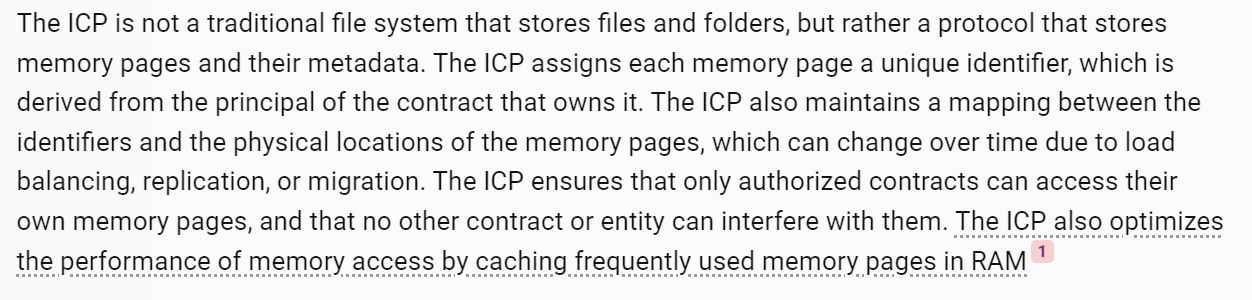 The ICP is not a traditional file system that stores files and folders, but rather a protocol that stores
memory pages and their metadata. The ICP assigns each memory page a unique identifier, which is
derived from the principal of the contract that owns it. The ICP also maintains a mapping between the
identifiers and the physical locations of the memory pages, which can change over time due to load
balancing, replication, or migration. The ICP ensures that only authorized contracts can access their
own memory pages, and that no other contract or entity can interfere with them. The ICP also optimizes
the performance of memory access by caching frequently used memory pages in RAM 1